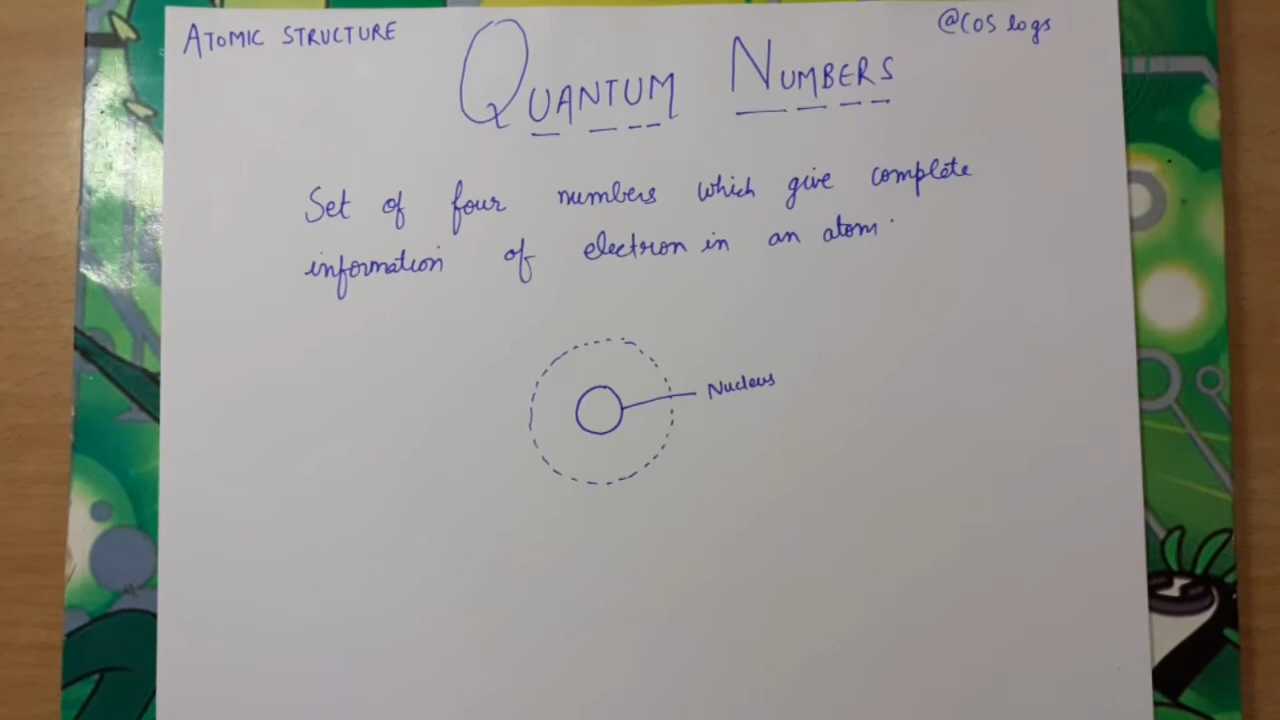 ATOMIC STRUCTURE
@COS logs
QUANTUM NUMBERS
Set of four numbers which give complete
information of electron in an atom.
Nucleus